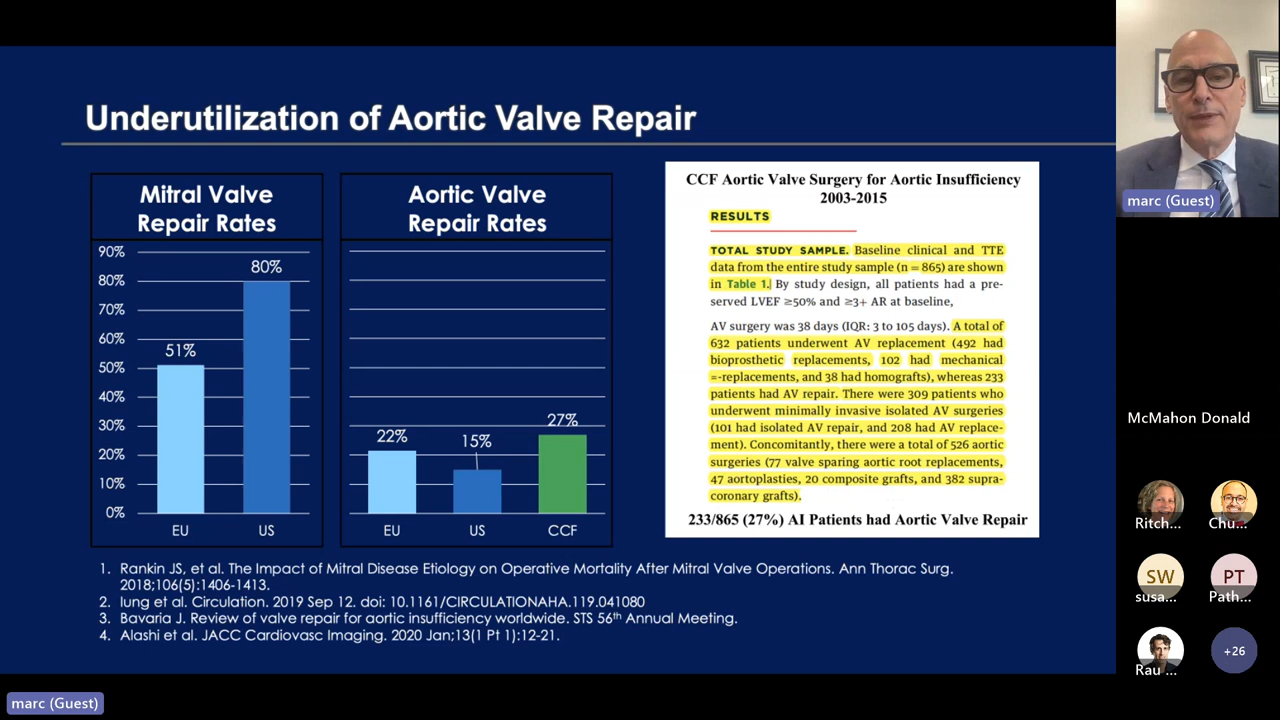 Underutilization of Aortic Valve Repair
Mitral Valve
Repair Rates
90%
80%
70%
60%
50%
40%
30%
20%
10%
0%
51%
80%
EU
US
Aortic Valve
Repair Rates
22%
15%
27%
EU
US
CCF
CCF Aortic Valve Surgery for Aortic Insufficiency
2003-2015
RESULTS
TOTAL STUDY SAMPLE. Baseline clinical and TTE
data from the entire study sample (n = 865) are shown
in Table 1. By study design, all patients had a pre-
served LVEF ≥50% and ≥3+ AR at baseline,
AV surgery was 38 days (IQR: 3 to 105 days). A total of
632 patients underwent AV replacement (492 had
bioprosthetic replacements, 102 had mechanical
=-replacements, and 38 had homografts), whereas 233
patients had AV repair. There were 309 patients who
underwent minimally invasive isolated AV surgeries
(101 had isolated AV repair, and 208 had AV replace-
ment). Concomitantly, there were a total of 526 aortic
surgeries (77 valve sparing aortic root replacements,
47 aortoplasties, 20 composite grafts, and 382 supra-
coronary grafts).
233/865 (27%) AI Patients had Aortic Valve Repair
1. Rankin JS, et al. The Impact of Mitral Disease Etiology on Operative Mortality After Mitral Valve Operations. Ann Thorac Surg.
2018;106(5):1406-1413.
2. Iung et al. Circulation. 2019 Sep 12. doi: 10.1161/CIRCULATIONAHA.119.041080
3. Bavaria J. Review of valve repair for aortic insufficiency worldwide. STS 56th Annual Meeting.
4. Alashi et al. JACC Cardiovasc Imaging. 2020 Jan;13(1 Pt 1):12-21.
marc (Guest)
McMahon Donald
Ritch...
Chu...
SW
susa...
PT
Path...
Rau ...
+26
marc (Guest)